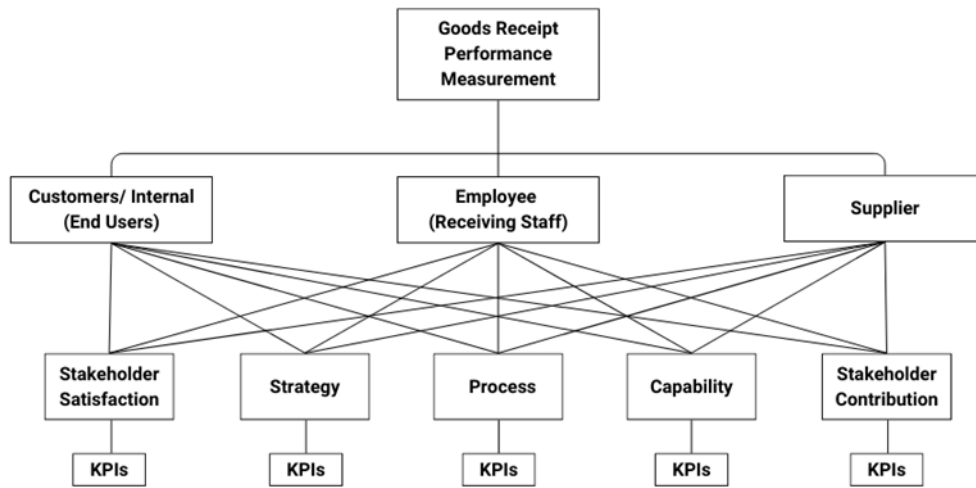 Goods Receipt
Performance
Measurement
Customers/ Internal
(End Users)
Employee
(Receiving Staff)
Supplier
Stakeholder
Satisfaction
Strategy
Process
Capability
Stakeholder
Contribution
KPIs
KPIs
KPIs
KPIs
KPIs